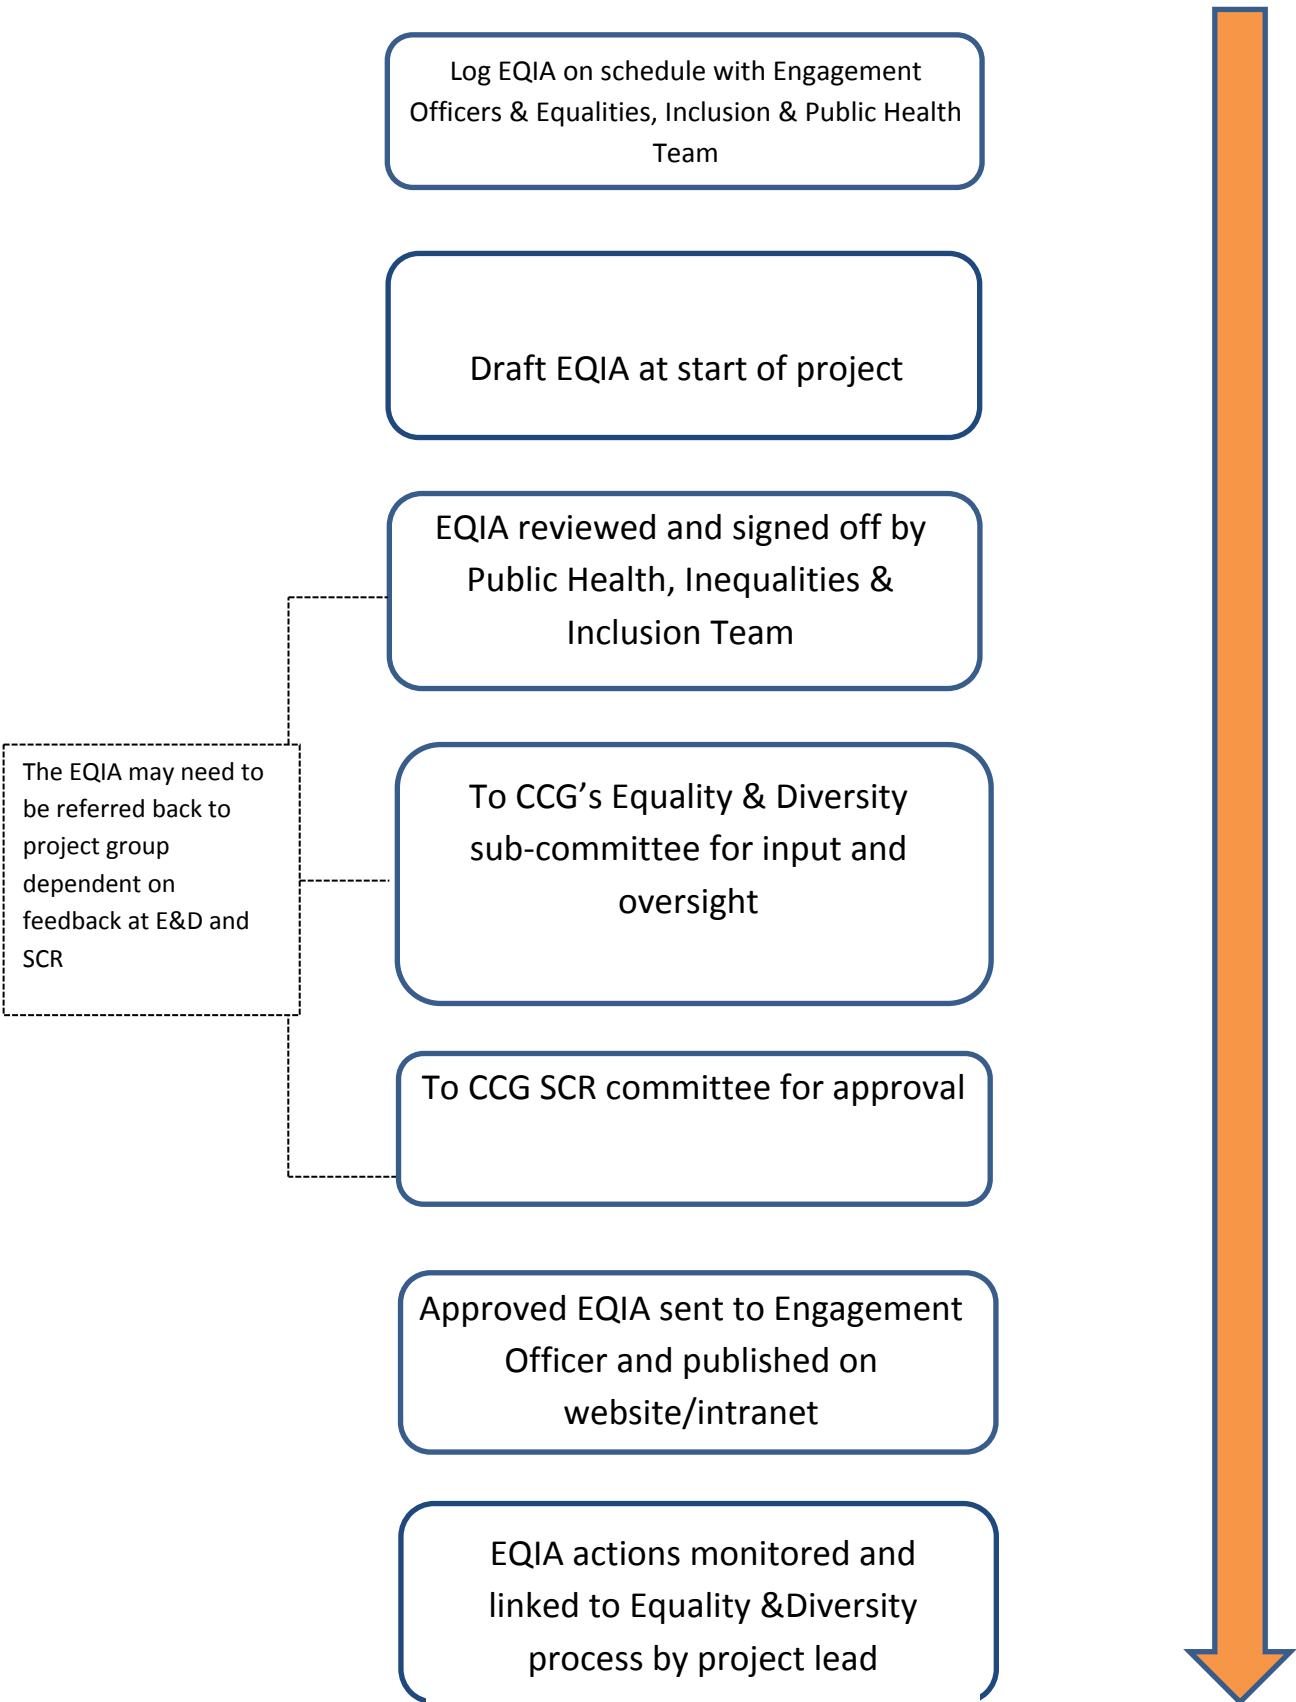 Log EQIA on schedule with Engagement
Officers & Equalities, Inclusion & Public Health
Team
Draft EQIA at start of project
EQIA reviewed and signed off by
Public Health, Inequalities &
Inclusion Team
The EQIA may need to
be referred back to
project group
dependent on
feedback at E&D and
SCR
To CCG’s Equality & Diversity
sub-committee for input and
oversight
To CCG SCR committee for approval
Approved EQIA sent to Engagement
Officer and published on
website/intranet
EQIA actions monitored and
linked to Equality &Diversity
process by project lead